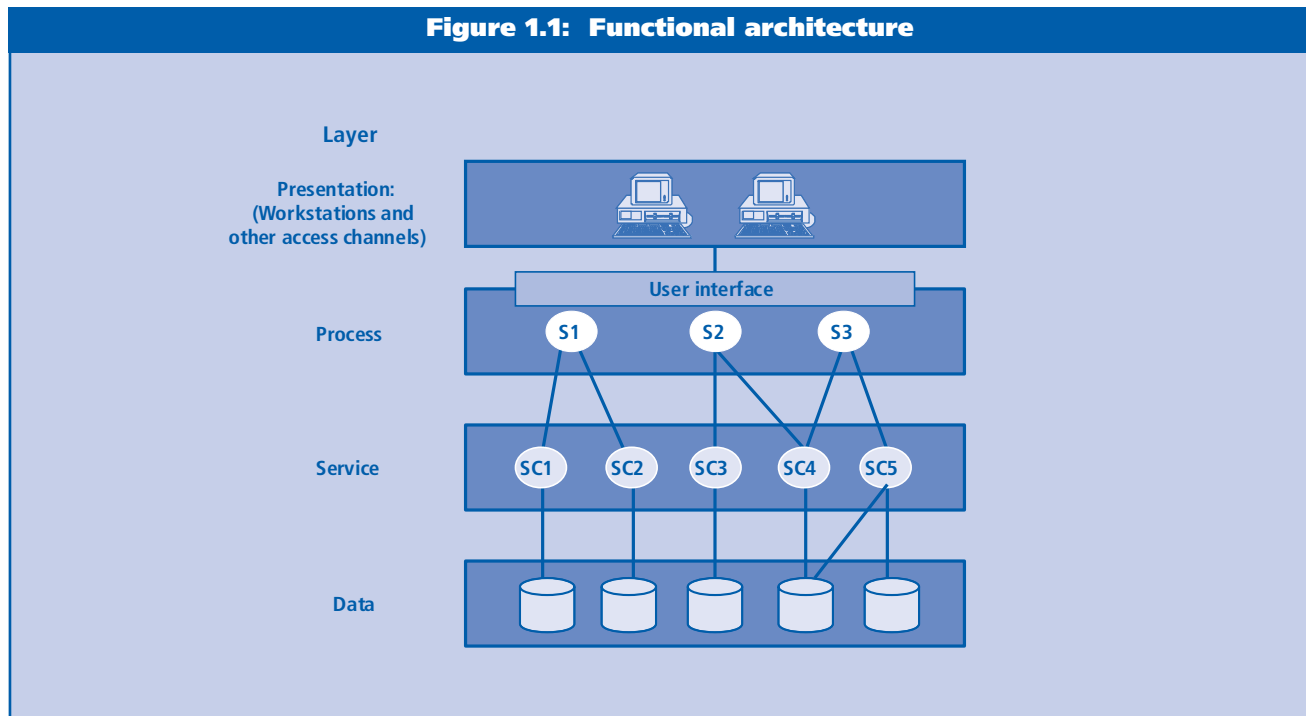 Figure 1.1: Functional architecture
Layer
Presentation:
(Workstations and
other access channels)
User interface
Process
S1
S2
S3
Service
SC1
SC2
SC3
SC4
SC5
Data